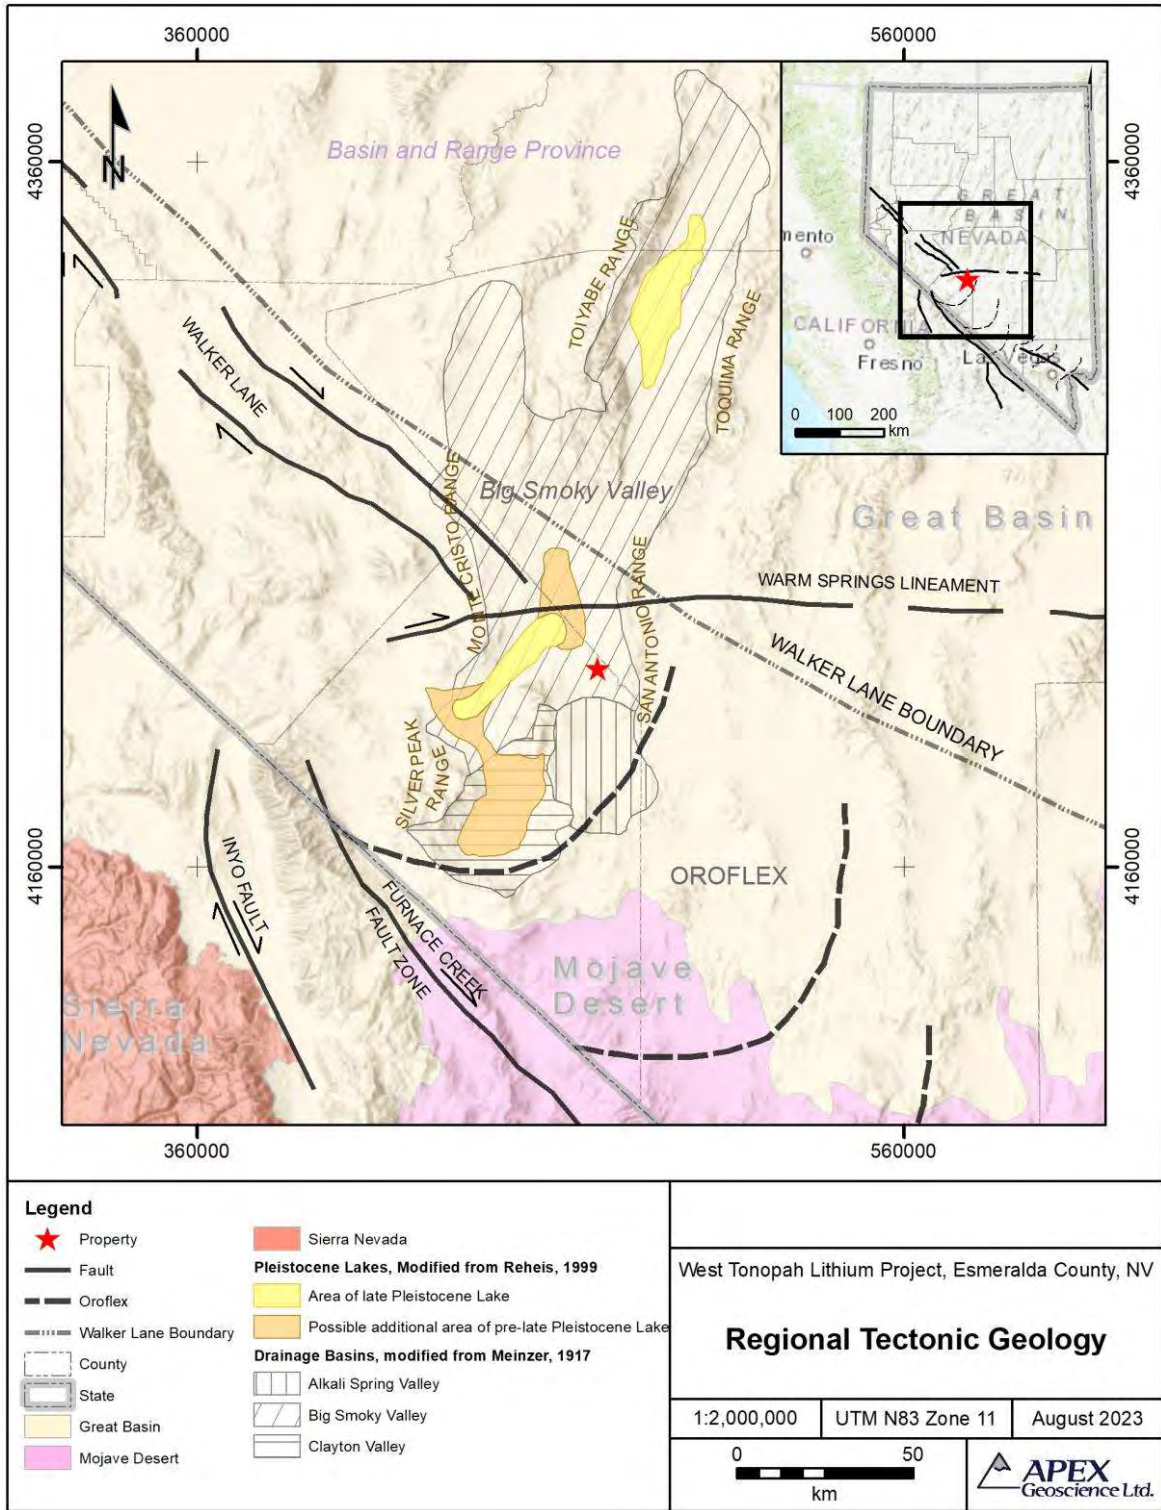 360000
560000
4360000
4360000
N
Basin and Range Province
GREAT
BASIN
NEVADA
mento
CALIFORNIA
Fresno
Las Vegas
0 100 200
km
TOIYABE RANGE
TOQUIMA RANGE
WALKER LANE
MONTE CRISTO RANGE
Big Smoky Valley
Great Basin
SAN ANTONIO RANGE
WARM SPRINGS LINEAMENT
WALKER LANE BOUNDARY
SILVER PEAK
RANGE
4160000
4160000
INYO FAULT
OROFLEX
FURNACE CREEK
FAULT ZONE
Mojave
Desert
Sierra
Nevada
360000
560000
Legend
Property
Fault
Oroflex
Walker Lane Boundary
County
State
Great Basin
Mojave Desert
Sierra Nevada
Pleistocene Lakes, Modified from Reheis, 1999
Area of late Pleistocene Lake
Possible additional area of pre-late Pleistocene Lake
Drainage Basins, modified from Meinzer, 1917
Alkali Spring Valley
Big Smoky Valley
Clayton Valley
West Tonopah Lithium Project, Esmeralda County, NV
Regional Tectonic Geology
1:2,000,000
UTM N83 Zone 11
August 2023
0 50
km
APEX
Geoscience Ltd.